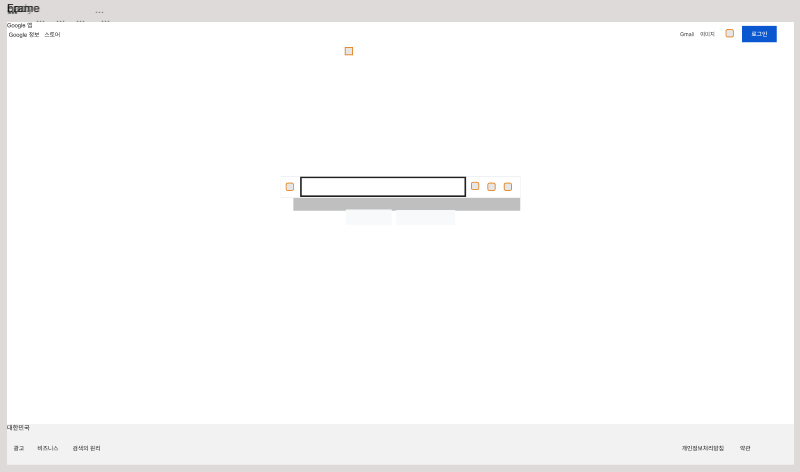 Frame
Google 앱
Google 정보 스토어
Gmail 이미지
로그인
대한민국
광고 비즈니스 검색의 원리
개인정보처리방침 약관